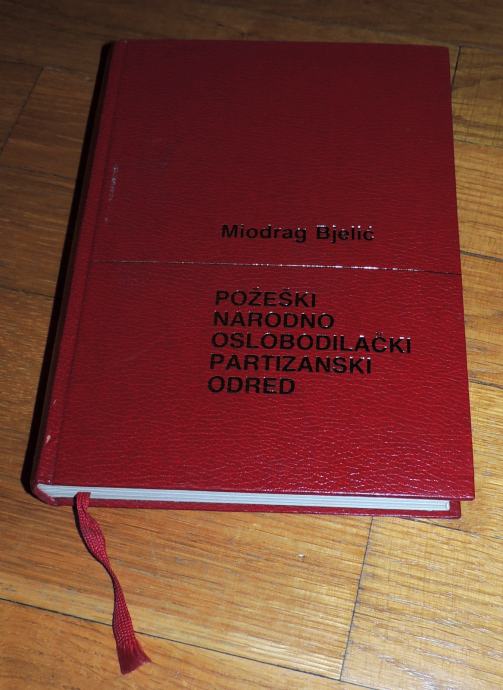 Miodrag Bjelić
POŽEŠKI
NARODNO
OSLOBODILAČKI
PARTIZANSKI
ODRED